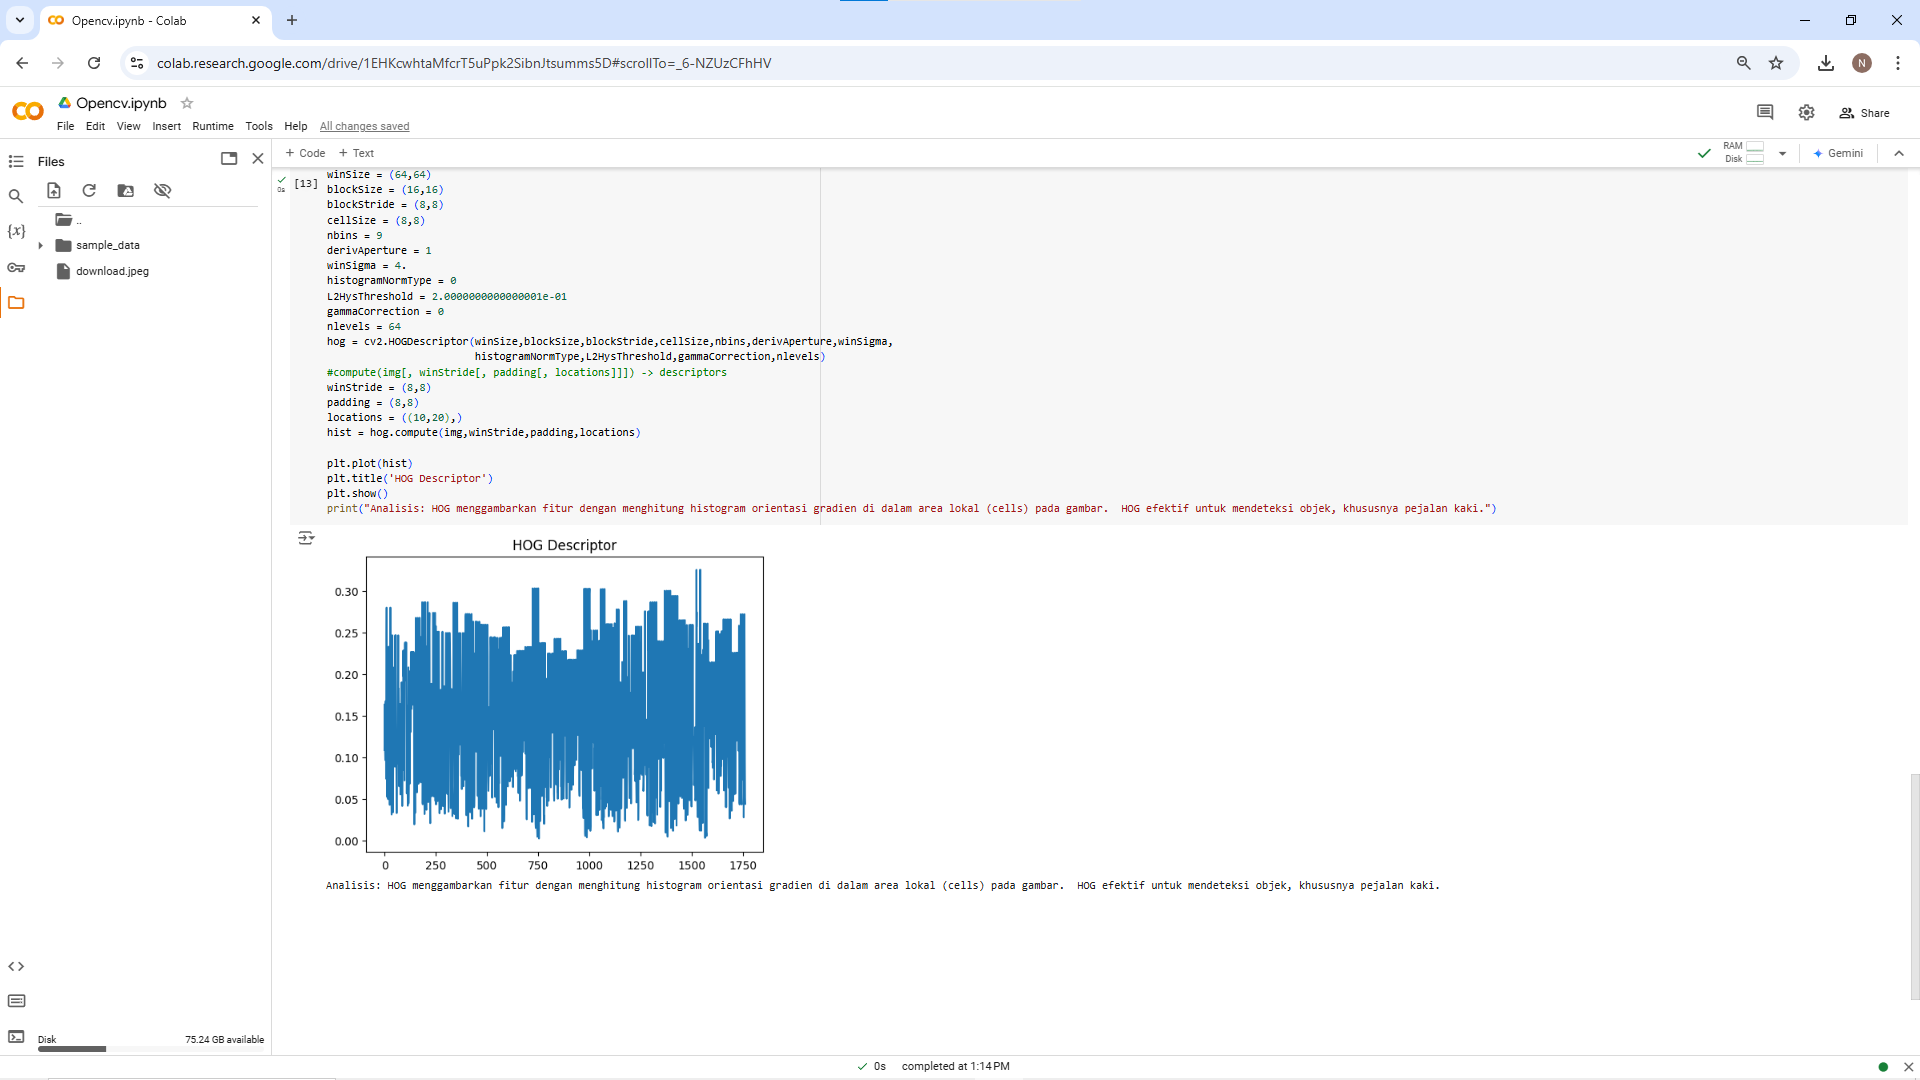 Opencv.ipynb - Colab
colab.research.google.com/drive/1EHKcwhtaMfcrT5uPpk2SibnJtsumms5D#scrollTo=_6-NZUzCFhHV
N
Opencv.ipynb
File Edit View Insert Runtime Tools Help All changes saved
Share
Files
+ Code + Text
RAM
Disk
Gemini
..
sample_data
download.jpeg
0s
[13]
winSize = (64,64)
blockSize = (16,16)
blockStride = (8,8)
cellSize = (8,8)
nbins = 9
derivAperture = 1
winSigma = 4.
histogramNormType = 0
L2HysThreshold = 2.0000000000000001e-01
gammaCorrection = 0
nlevels = 64
hog = cv2.HOGDescriptor(winSize,blockSize,blockStride,cellSize,nbins,derivAperture,winSigma,
histogramNormType,L2HysThreshold,gammaCorrection,nlevels)
#compute(img[, winStride[, padding[, locations]]]) -> descriptors
winStride = (8,8)
padding = (8,8)
locations = ((10,20),)
hist = hog.compute(img,winStride,padding,locations)
plt.plot(hist)
plt.title('HOG Descriptor')
plt.show()
print("Analisis: HOG menggambarkan fitur dengan menghitung histogram orientasi gradien di dalam area lokal (cells) pada gambar.  HOG efektif untuk mendeteksi objek, khususnya pejalan kaki.")
HOG Descriptor
0.30
0.25
0.20
0.15
0.10
0.05
0.00
0 250 500 750 1000 1250 1500 1750
Analisis: HOG menggambarkan fitur dengan menghitung histogram orientasi gradien di dalam area lokal (cells) pada gambar.  HOG efektif untuk mendeteksi objek, khususnya pejalan kaki.
Disk 75.24 GB available
0s completed at 1:14 PM